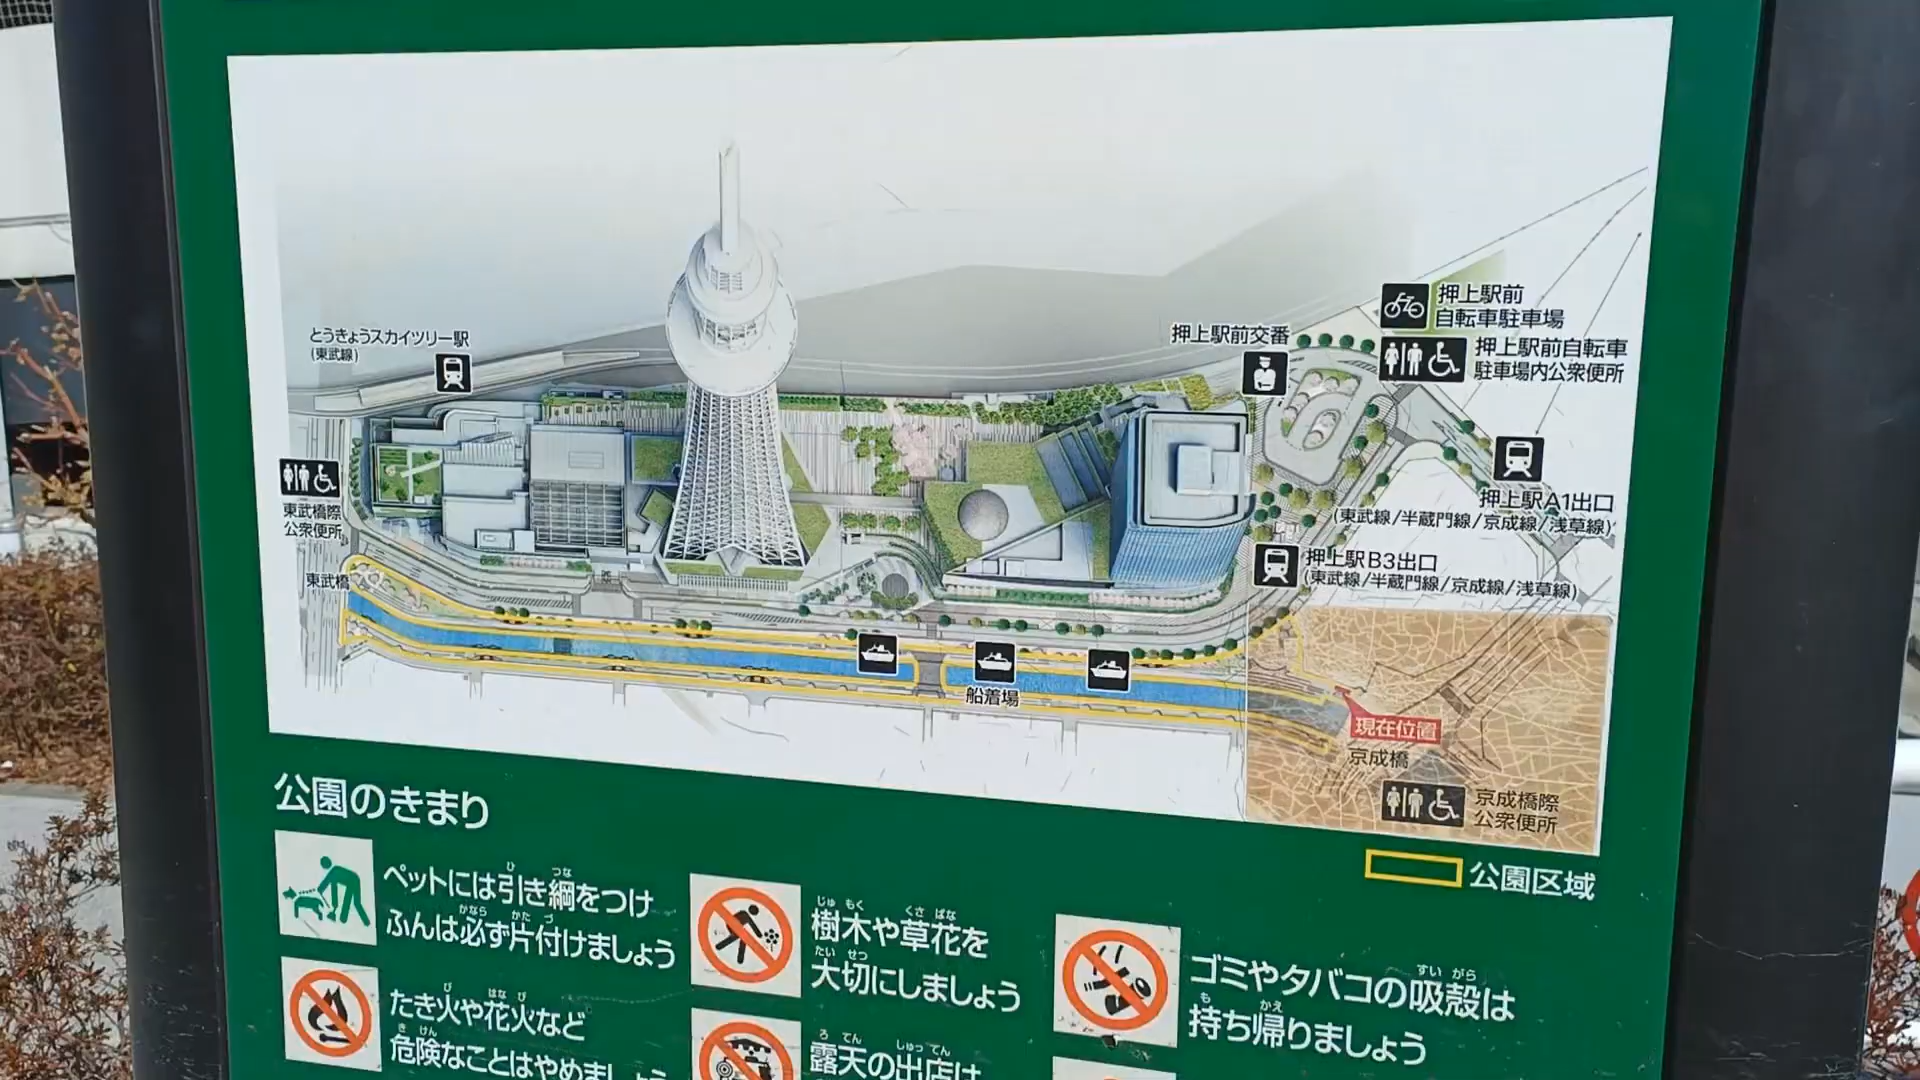 とうきょうスカイツリー駅
(東武線)
押上駅前交番
押上駅前
自転車駐車場
押上駅前自転車
駐車場内公衆便所
東武橋際
公衆便所
東武橋
押上駅A1出口
(東武線/半蔵門線/京成線/浅草線)
押上駅B3出口
(東武線/半蔵門線/京成線/浅草線)
船着場
現在位置
京成橋
京成橋際
公衆便所
公園区域
公園のきまり
ペットには引き綱をつけ
ふんは必ず片付けましょう
樹木や草花を
大切にしましょう
ゴミやタバコの吸殻は
持ち帰りましょう
たき火や花火など
危険なことはやめましょう
露天の出店は